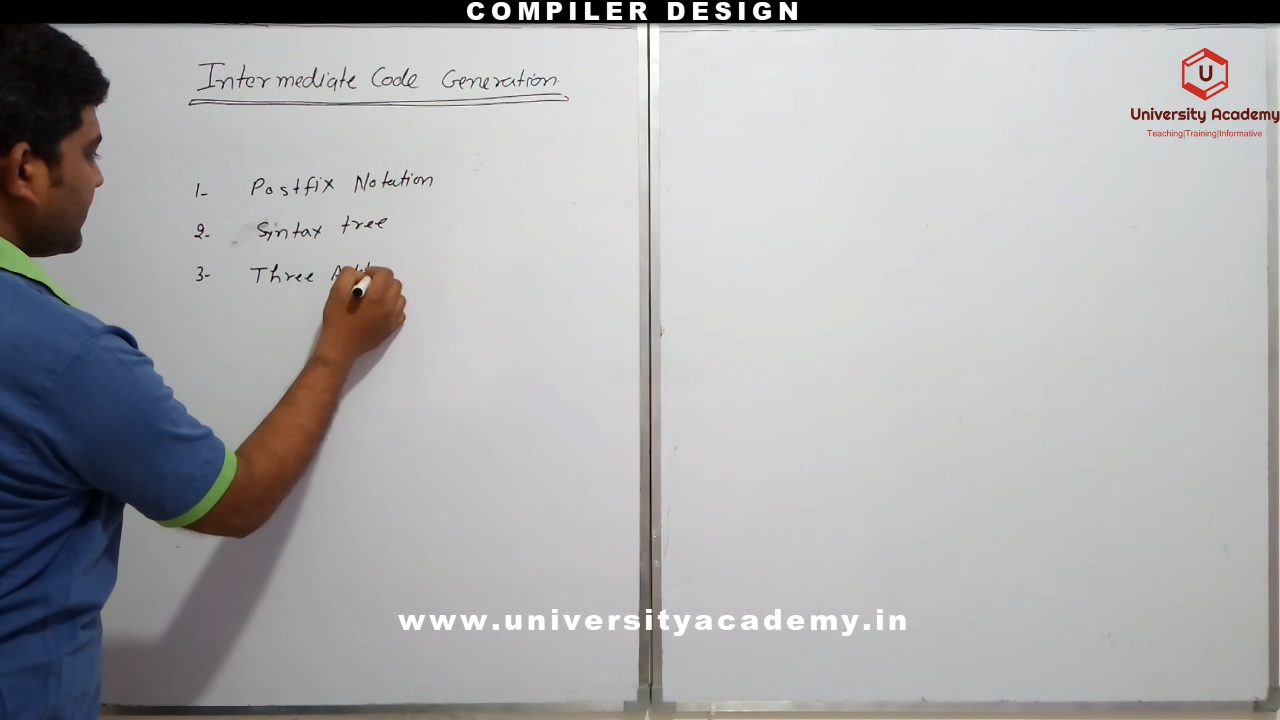 COMPILER DESIGN
Intermediate Code Generation
1- Postfix Notation
2- Sintax tree
3- Three
U
University Academy
Teaching|Training|Informative
www.universityacademy.in